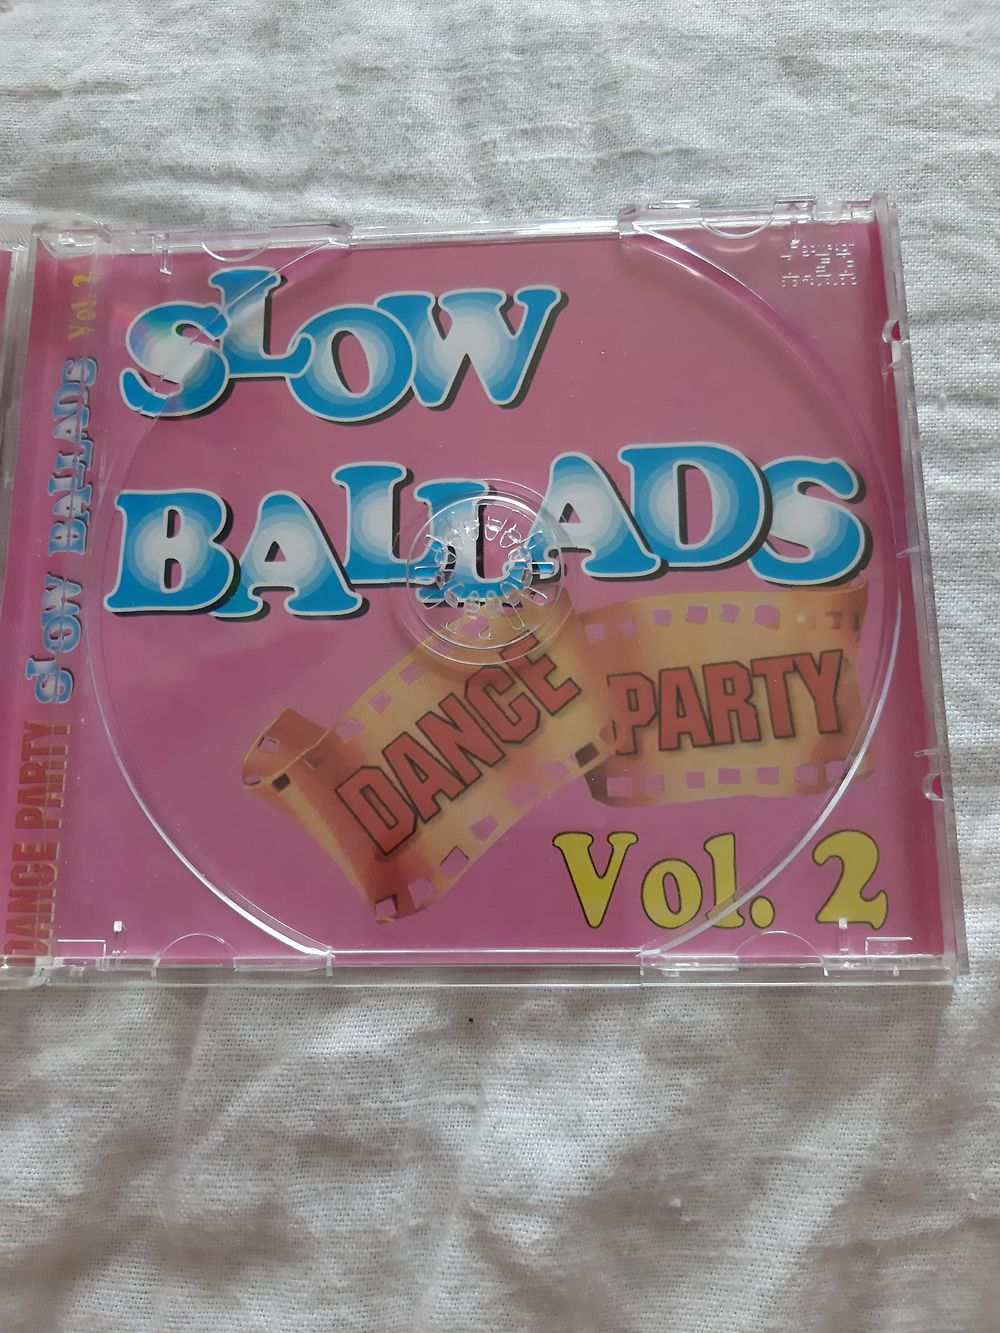 SLOW
BALLADS
DANCE PARTY
Vol. 2
DANCE PARTY SLOW BALLADS Vol. 2